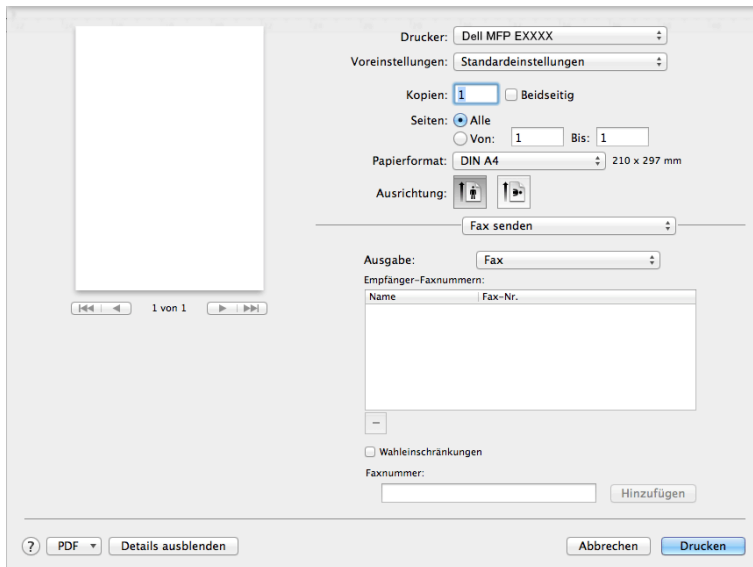 Drucker: Dell MFP EXXXX
Voreinstellungen: Standardeinstellungen
Kopien: 1 Beidseitig
Seiten: Alle
Von: 1 Bis: 1
Papierformat: DIN A4 210 x 297 mm
Ausrichtung:
Fax senden
1 von 1
Ausgabe: Fax
Empfänger-Faxnummern:
Name Fax-Nr.
–
Wahleinschränkungen
Faxnummer:
Hinzufügen
? PDF Details ausblenden Abbrechen Drucken